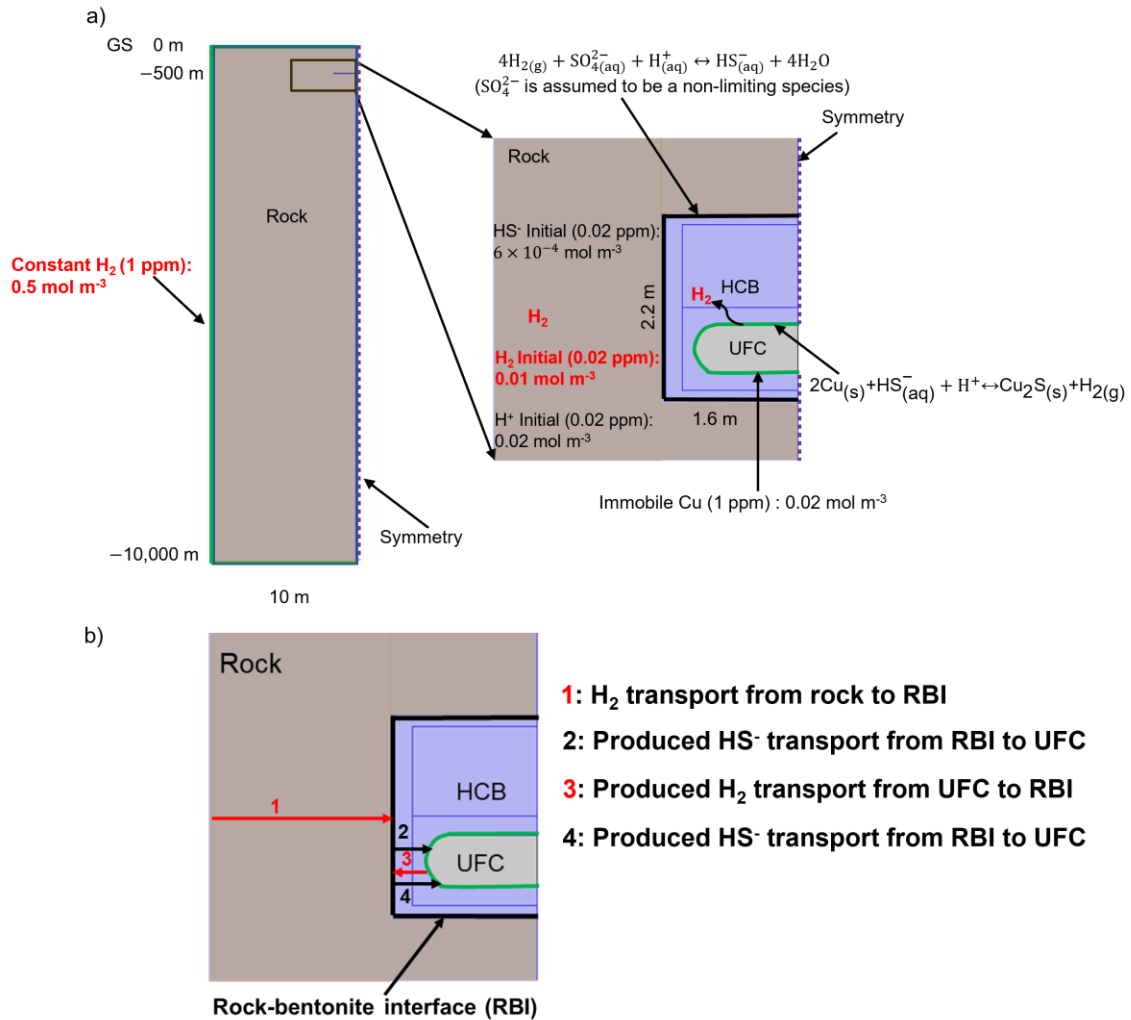 a)
GS 0 m
−500 m
Rock
Constant H₂ (1 ppm):
0.5 mol m⁻³
−10,000 m
10 m
Symmetry
4H₂(g) + SO₄²⁻(aq) + H⁺(aq) ↔ HS⁻(aq) + 4H₂O
(SO₄²⁻ is assumed to be a non-limiting species)
Symmetry
Rock
HS⁻ Initial (0.02 ppm):
6 × 10⁻⁴ mol m⁻³
H₂
H₂ Initial (0.02 ppm):
0.01 mol m⁻³
H⁺ Initial (0.02 ppm):
0.02 mol m⁻³
2.2 m
H₂
HCB
UFC
1.6 m
2Cu(s)+HS⁻(aq) + H⁺↔Cu₂S(s)+H₂(g)
Immobile Cu (1 ppm) : 0.02 mol m⁻³
b)
Rock
1
HCB
2
3
UFC
4
Rock-bentonite interface (RBI)
1: H₂ transport from rock to RBI
2: Produced HS⁻ transport from RBI to UFC
3: Produced H₂ transport from UFC to RBI
4: Produced HS⁻ transport from RBI to UFC